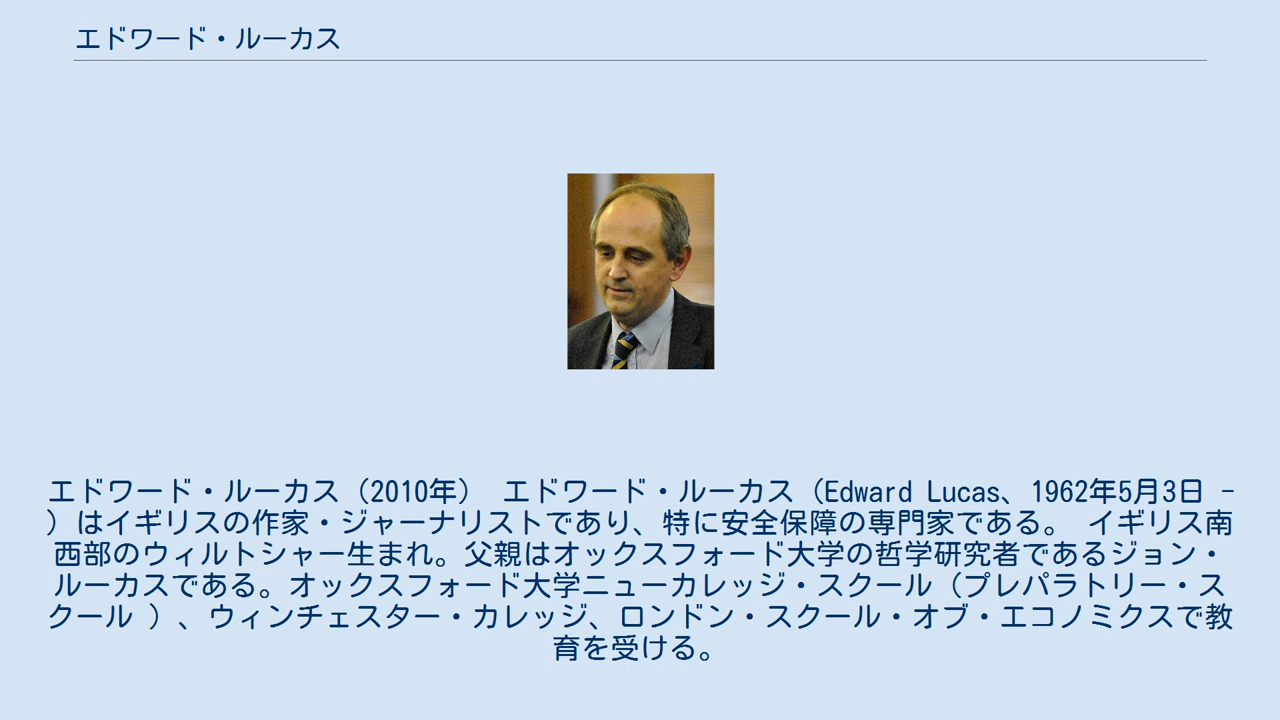 エドワード・ルーカス
エドワード・ルーカス（2010年） エドワード・ルーカス（Edward Lucas、1962年5月3日 -
）はイギリスの作家・ジャーナリストであり、特に安全保障の専門家である。 イギリス南
西部のウィルトシャー生まれ。父親はオックスフォード大学の哲学研究者であるジョン・
ルーカスである。オックスフォード大学ニューカレッジ・スクール（プレパラトリー・ス
クール ）、ウィンチェスター・カレッジ、ロンドン・スクール・オブ・エコノミクスで教
育を受ける。